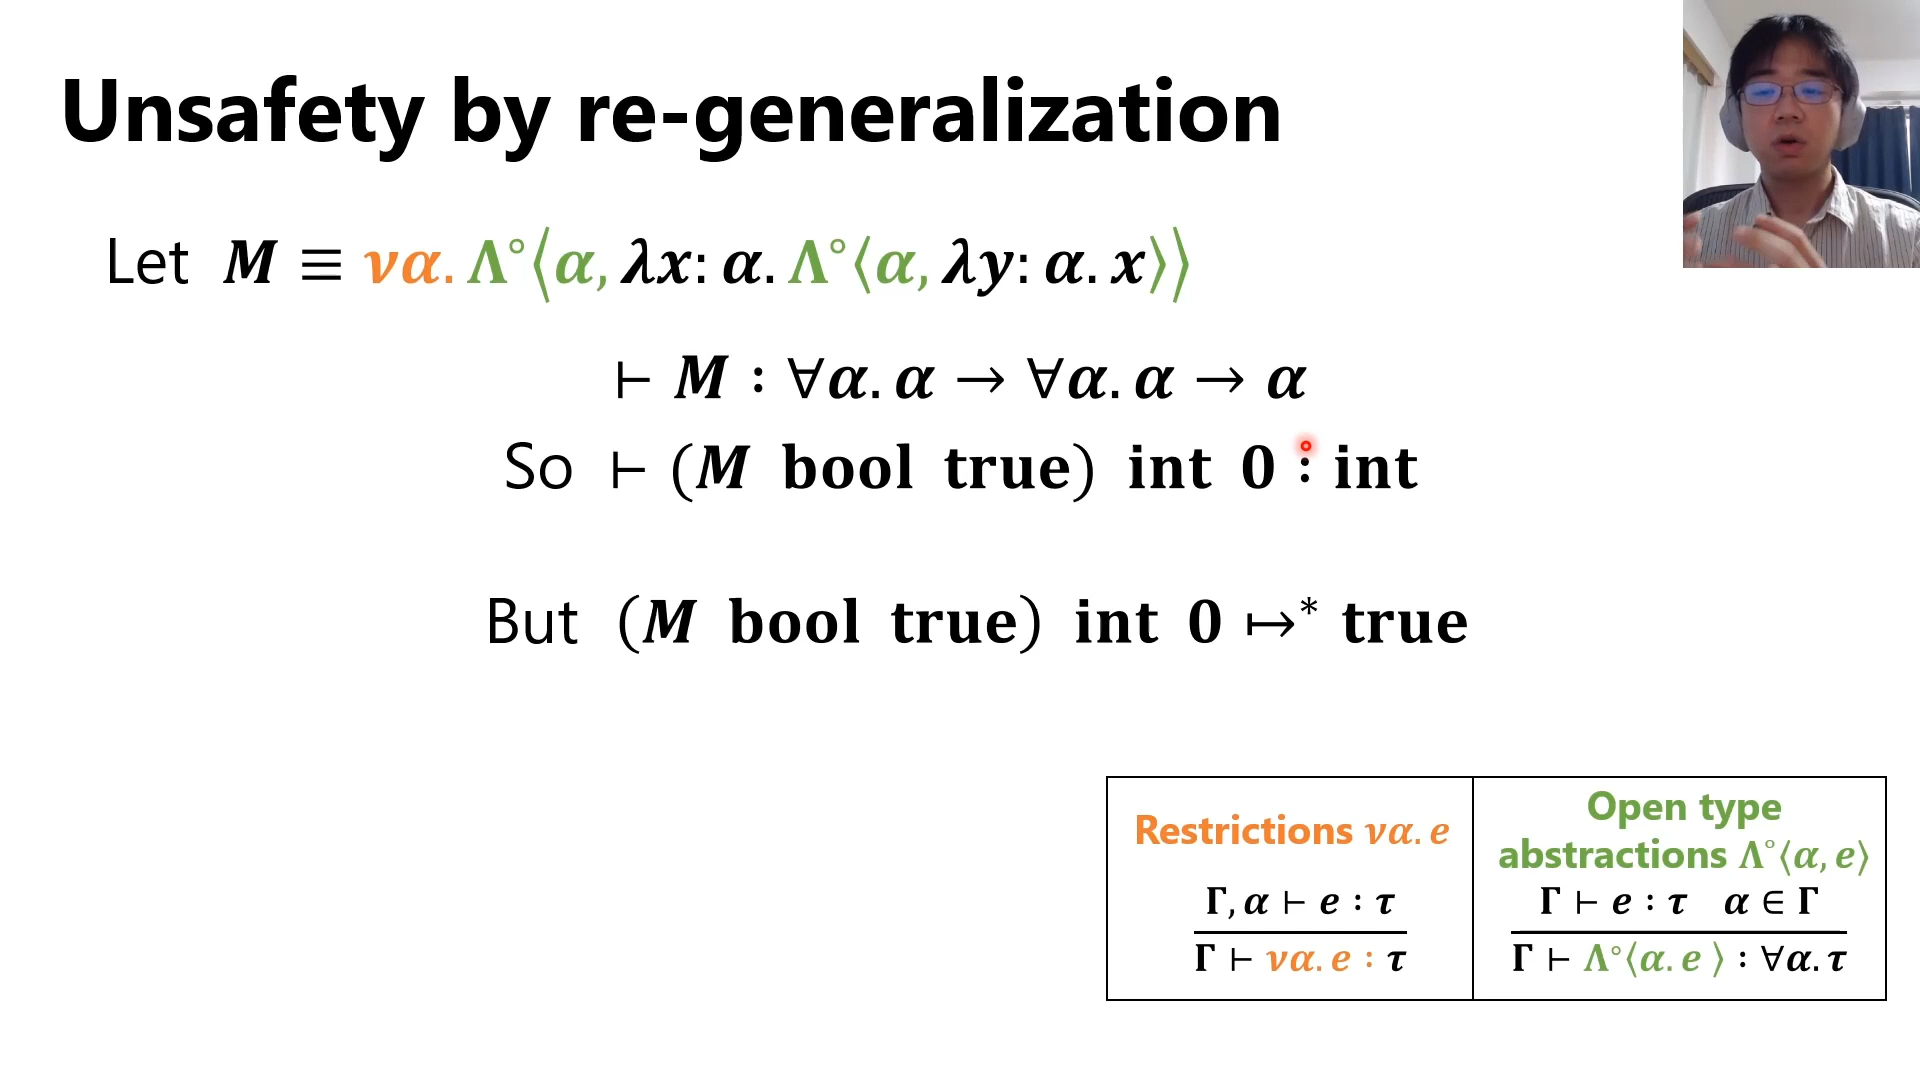 Unsafety by re-generalization
Let M ≡ να. Λ°⟨α, λx: α. Λ°⟨α, λy: α. x⟩⟩
⊢ M : ∀α. α → ∀α. α → α
So ⊢ (M bool true) int 0 : int
But (M bool true) int 0 ↦* true
Restrictions να. e
Γ, α ⊢ e : τ
Γ ⊢ να. e : τ
Open type
abstractions Λ°⟨α, e⟩
Γ ⊢ e : τ α ∈ Γ
Γ ⊢ Λ°⟨α. e ⟩ : ∀α. τ